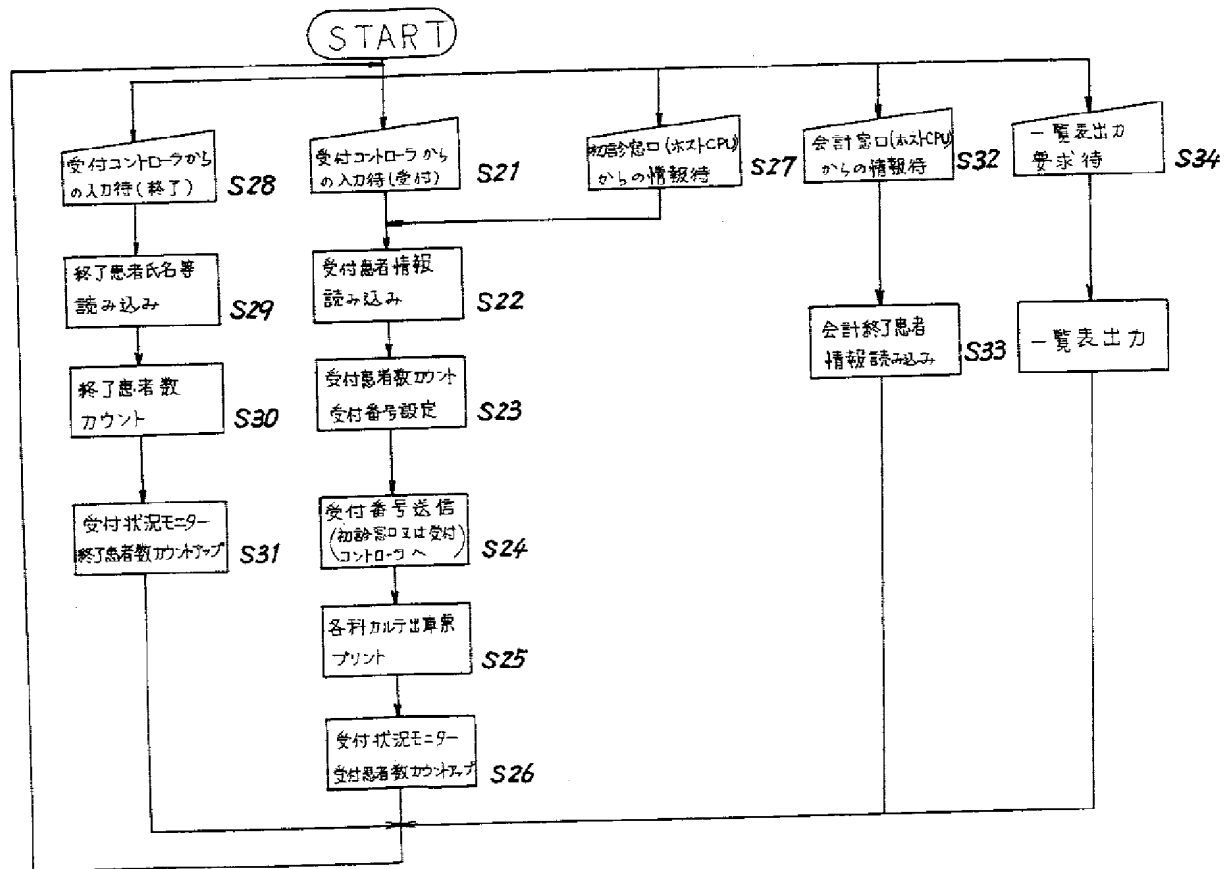 START
受付コントローラから
の入力待(終了)
S28
受付コントローラから
の入力待(受付)
S21
初診窓口(ホストCPU)
からの情報待
S27
会計窓口(ホストCPU)
からの情報待
S32
一覧表出力
要求待
S34
終了患者氏名等
読み込み
S29
受付患者情報
読み込み
S22
会計終了患者
情報読み込み
S33
一覧表出力
終了患者数
カウント
S30
受付患者数カウント
受付番号設定
S23
受付状況モニター
終了患者数カウントアップ
S31
受付番号送信
(初診窓口又は受付)
コントローラへ
S24
各科カルテ出庫票
プリント
S25
受付状況モニター
受付患者数カウントアップ
S26